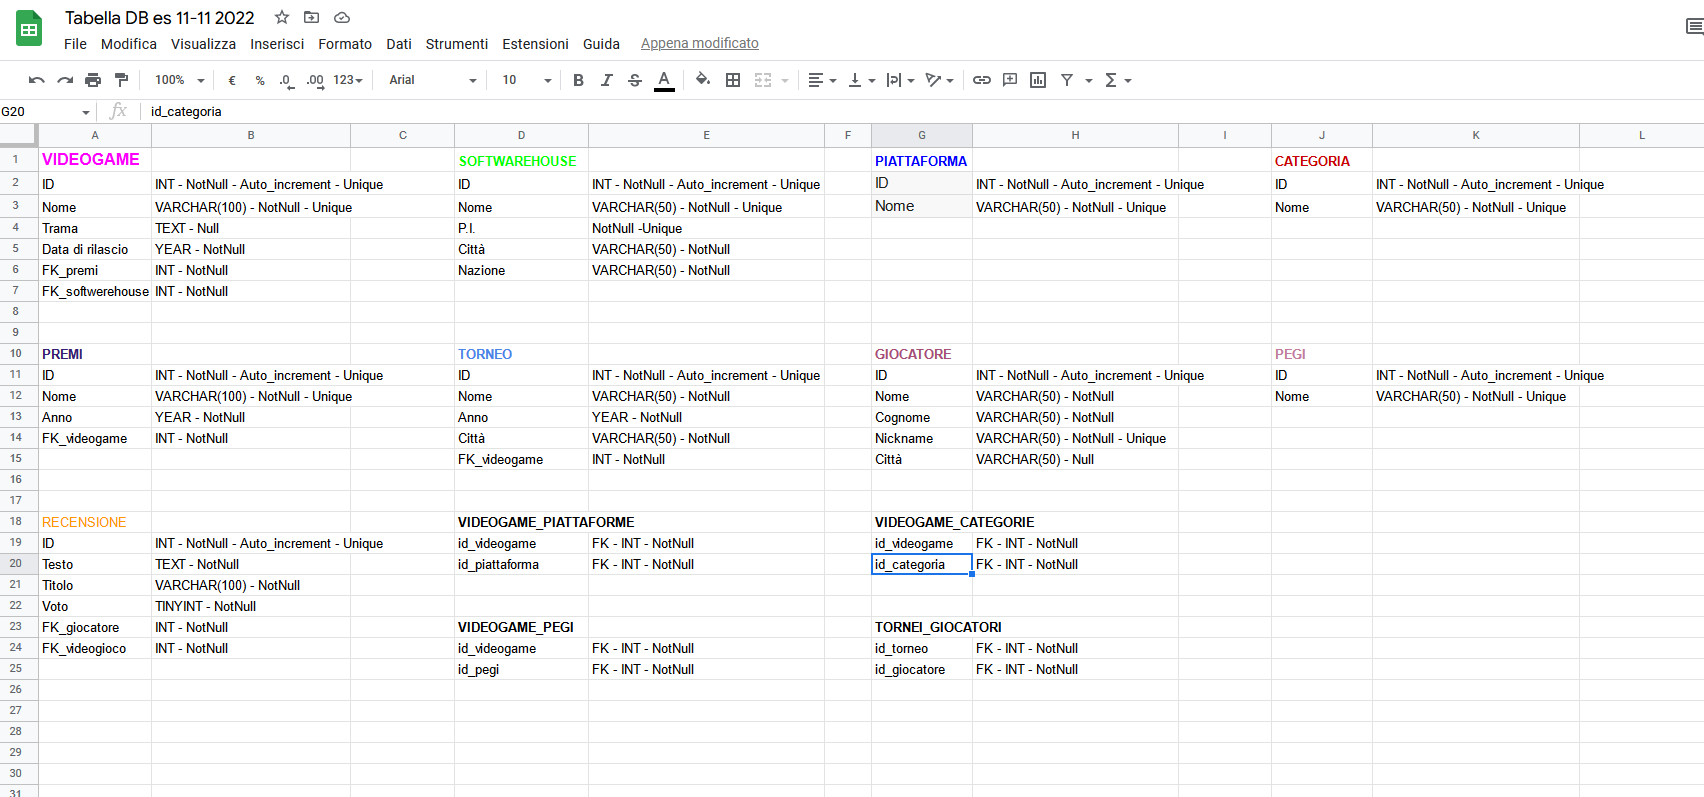 Tabella DB es 11-11 2022
File Modifica Visualizza Inserisci Formato Dati Strumenti Estensioni Guida Appena modificato
100% € % .0 .00 123 Arial 10 B I S A
G20 fx id_categoria
A B C D E F G H I J K L
1 VIDEOGAME SOFTWAREHOUSE PIATTAFORMA CATEGORIA
2 ID INT - NotNull - Auto_increment - Unique ID INT - NotNull - Auto_increment - Unique ID INT - NotNull - Auto_increment - Unique ID INT - NotNull - Auto_increment - Unique
3 Nome VARCHAR(100) - NotNull - Unique Nome VARCHAR(50) - NotNull - Unique Nome VARCHAR(50) - NotNull - Unique Nome VARCHAR(50) - NotNull - Unique
4 Trama TEXT - Null P.I. NotNull -Unique
5 Data di rilascio YEAR - NotNull Città VARCHAR(50) - NotNull
6 FK_premi INT - NotNull Nazione VARCHAR(50) - NotNull
7 FK_softwerehouse INT - NotNull
8
9
10 PREMI TORNEO GIOCATORE PEGI
11 ID INT - NotNull - Auto_increment - Unique ID INT - NotNull - Auto_increment - Unique ID INT - NotNull - Auto_increment - Unique ID INT - NotNull - Auto_increment - Unique
12 Nome VARCHAR(100) - NotNull - Unique Nome VARCHAR(50) - NotNull Nome VARCHAR(50) - NotNull Nome VARCHAR(50) - NotNull - Unique
13 Anno YEAR - NotNull Anno YEAR - NotNull Cognome VARCHAR(50) - NotNull
14 FK_videogame INT - NotNull Città VARCHAR(50) - NotNull Nickname VARCHAR(50) - NotNull - Unique
15 FK_videogame INT - NotNull Città VARCHAR(50) - Null
16
17
18 RECENSIONE VIDEOGAME_PIATTAFORME VIDEOGAME_CATEGORIE
19 ID INT - NotNull - Auto_increment - Unique id_videogame FK - INT - NotNull id_videogame FK - INT - NotNull
20 Testo TEXT - NotNull id_piattaforma FK - INT - NotNull id_categoria FK - INT - NotNull
21 Titolo VARCHAR(100) - NotNull
22 Voto TINYINT - NotNull
23 FK_giocatore INT - NotNull VIDEOGAME_PEGI TORNEI_GIOCATORI
24 FK_videogioco INT - NotNull id_videogame FK - INT - NotNull id_torneo FK - INT - NotNull
25 id_pegi FK - INT - NotNull id_giocatore FK - INT - NotNull
26
27
28
29
30
31